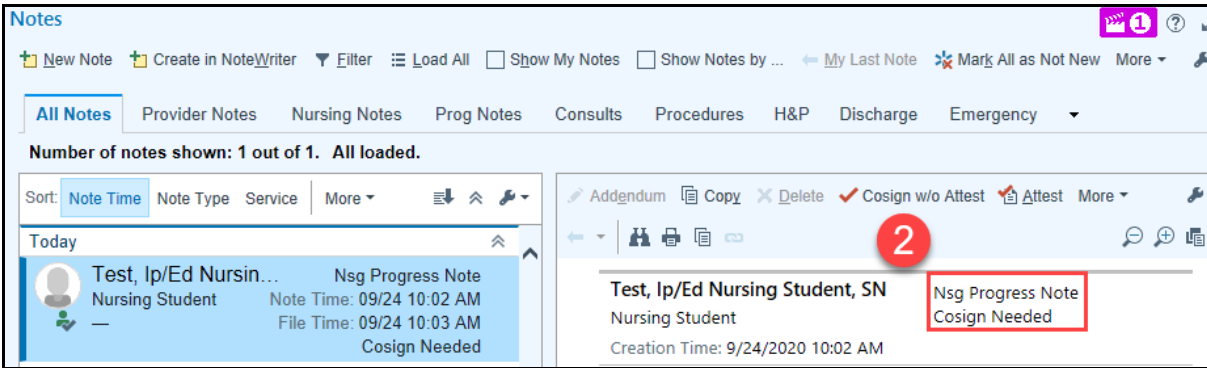 Notes
1
New Note Create in NoteWriter Filter Load All Show My Notes Show Notes by ... My Last Note Mark All as Not New More
All Notes Provider Notes Nursing Notes Prog Notes Consults Procedures H&P Discharge Emergency
Number of notes shown: 1 out of 1. All loaded.
Sort: Note Time Note Type Service More
Today
Test, Ip/Ed Nursin... Nsg Progress Note
Nursing Student Note Time: 09/24 10:02 AM
— File Time: 09/24 10:03 AM
Cosign Needed
Addendum Copy Delete Cosign w/o Attest Attest More
2
Test, Ip/Ed Nursing Student, SN Nsg Progress Note
Nursing Student Cosign Needed
Creation Time: 9/24/2020 10:02 AM